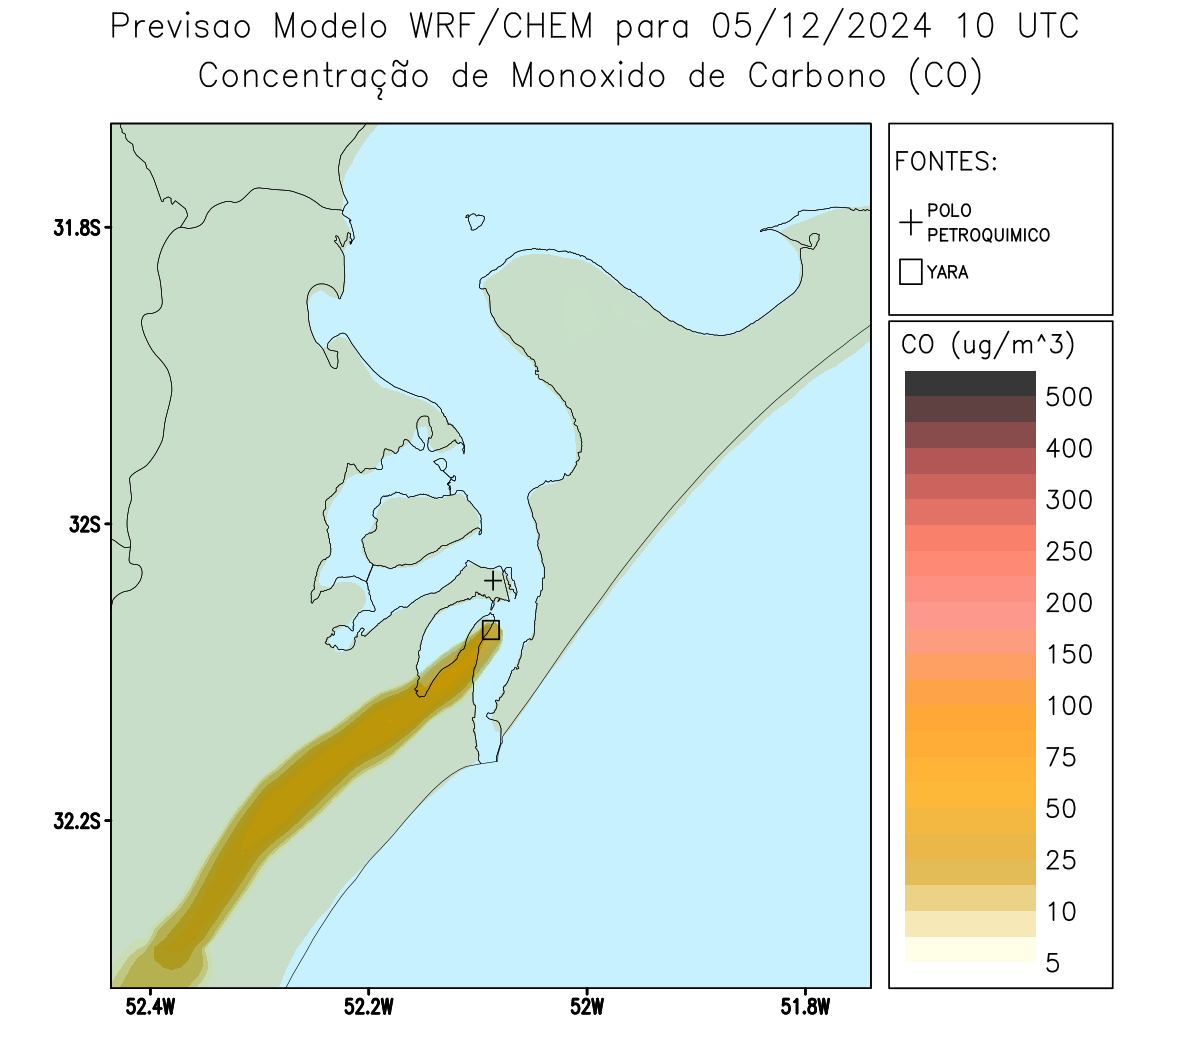 Previsao Modelo WRF/CHEM para 05/12/2024 10 UTC
Concentração de Monoxido de Carbono (CO)
FONTES:
POLO
PETROQUIMICO
YARA
CO (ug/m^3)
500
400
300
250
200
150
100
75
50
25
10
5
31.8S
32S
32.2S
52.4W
52.2W
52W
51.8W